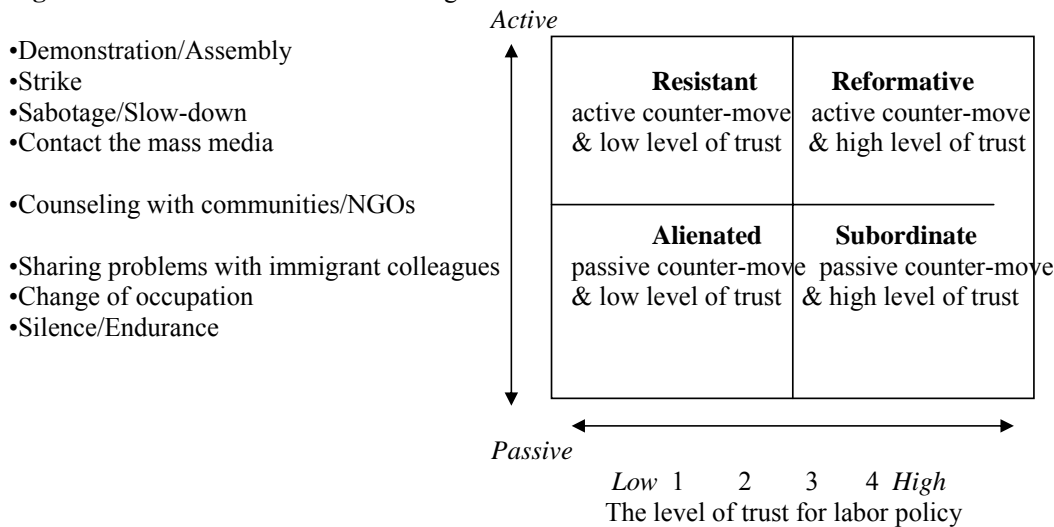 Active
•Demonstration/Assembly
•Strike
•Sabotage/Slow-down
•Contact the mass media
•Counseling with communities/NGOs
•Sharing problems with immigrant colleagues
•Change of occupation
•Silence/Endurance
Resistant
active counter-move
& low level of trust
Reformative
active counter-move
& high level of trust
Alienated
passive counter-move
& low level of trust
Subordinate
passive counter-move
& high level of trust
Passive
Low 1 2 3 4 High
The level of trust for labor policy